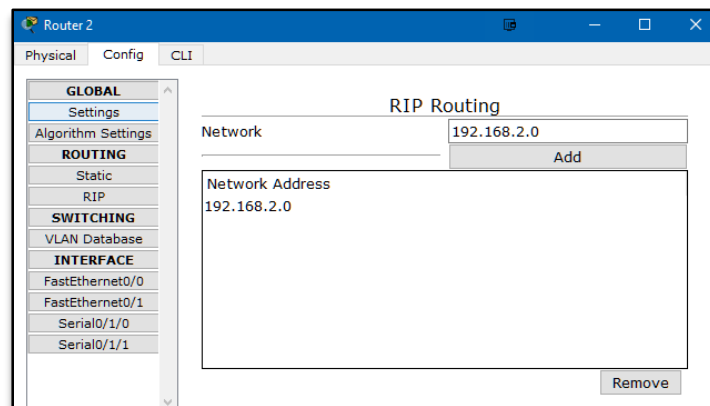 Router 2
Physical Config CLI
GLOBAL
Settings
Algorithm Settings
ROUTING
Static
RIP
SWITCHING
VLAN Database
INTERFACE
FastEthernet0/0
FastEthernet0/1
Serial0/1/0
Serial0/1/1
RIP Routing
Network 192.168.2.0
Add
Network Address
192.168.2.0
Remove